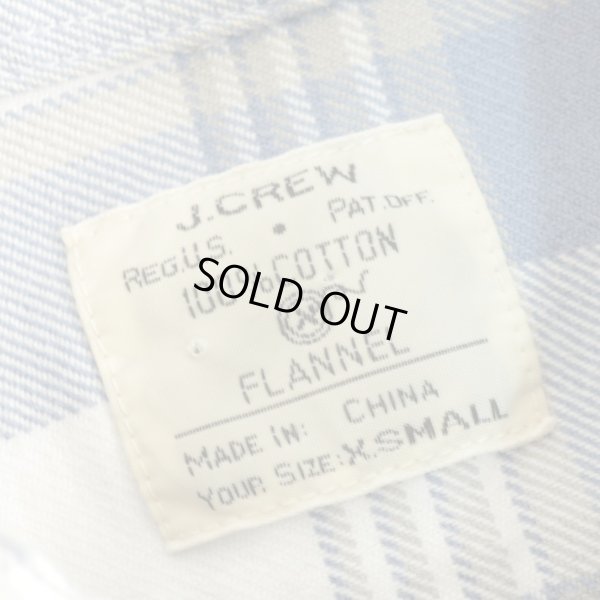 J.CREW
REG.U.S. PAT.OFF.
100% COTTON
FLANNEL
MADE IN: CHINA
YOUR SIZE: X.SMALL
SOLD OUT